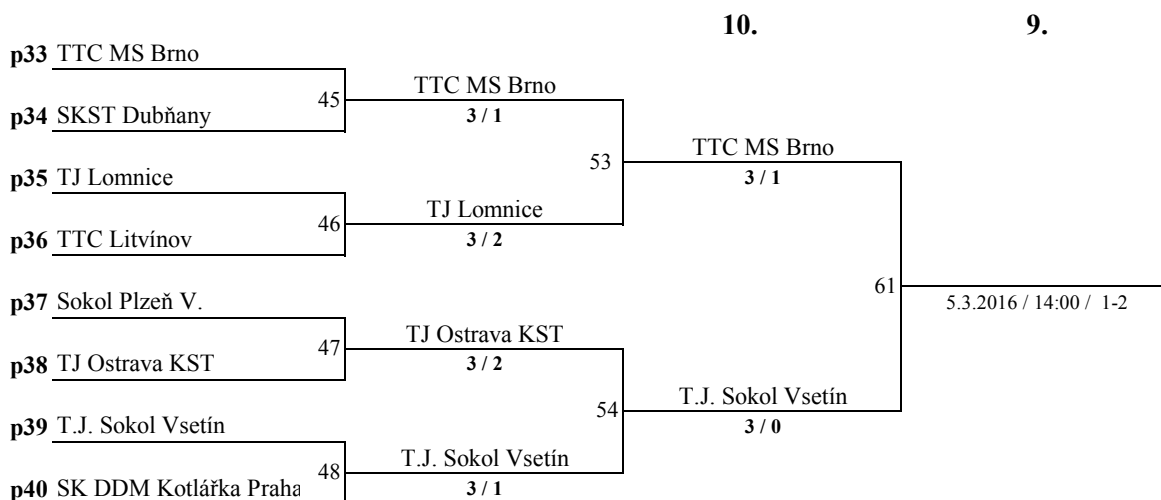 10. 9.
p33 TTC MS Brno
TTC MS Brno
45
p34 SKST Dubňany
3 / 1
TTC MS Brno
53
p35 TJ Lomnice
3 / 1
TJ Lomnice
46
p36 TTC Litvínov
3 / 2
61
p37 Sokol Plzeň V.
5.3.2016 / 14:00 / 1-2
TJ Ostrava KST
47
p38 TJ Ostrava KST
3 / 2
T.J. Sokol Vsetín
54
p39 T.J. Sokol Vsetín
3 / 0
T.J. Sokol Vsetín
48
p40 SK DDM Kotlářka Praha
3 / 1